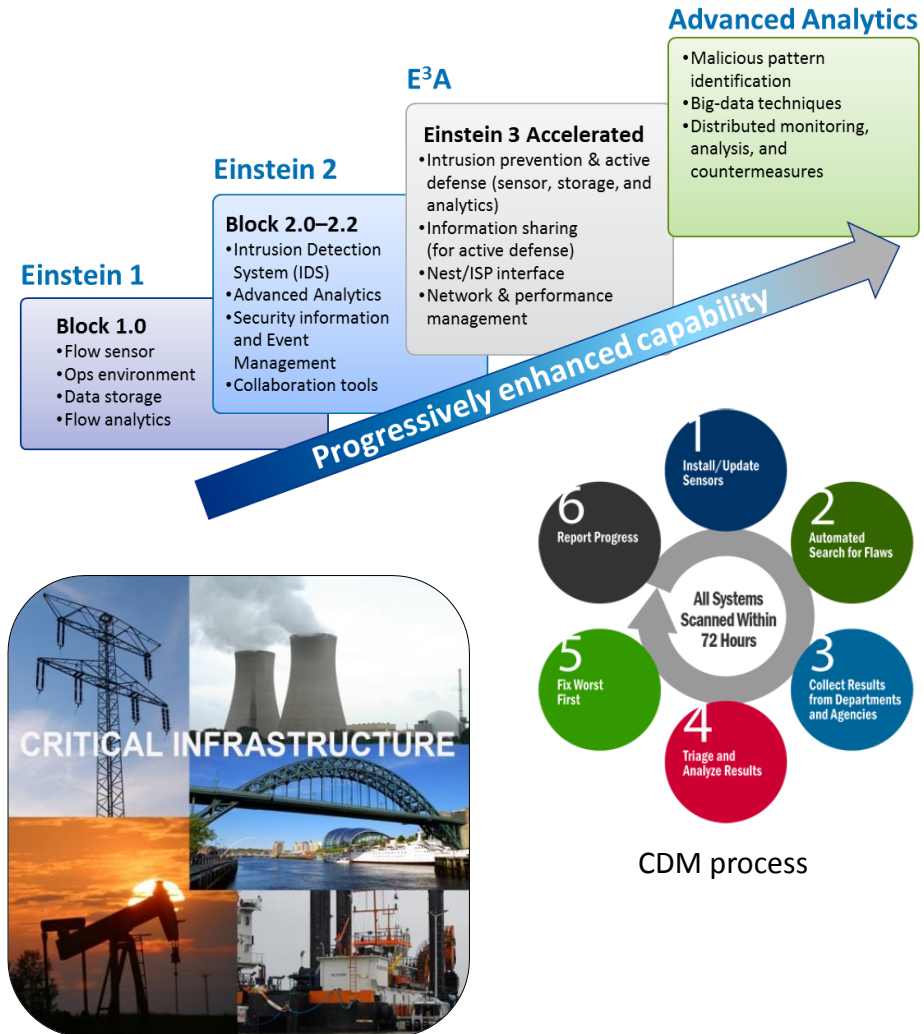 Advanced Analytics
•Malicious pattern
identification
•Big-data techniques
•Distributed monitoring,
analysis, and
countermeasures
E³A
Einstein 3 Accelerated
•Intrusion prevention & active
defense (sensor, storage, and
analytics)
•Information sharing
(for active defense)
•Nest/ISP interface
•Network & performance
management
Einstein 2
Block 2.0–2.2
•Intrusion Detection
System (IDS)
•Advanced Analytics
•Security information
and Event
Management
•Collaboration tools
Einstein 1
Block 1.0
•Flow sensor
•Ops environment
•Data storage
•Flow analytics
Progressively enhanced capability
1
Install/Update
Sensors
2
Automated
Search for Flaws
3
Collect Results
from Departments
and Agencies
4
Triage and
Analyze Results
5
Fix Worst
First
6
Report Progress
All Systems
Scanned Within
72 Hours
CDM process
CRITICAL INFRASTRUCTURE